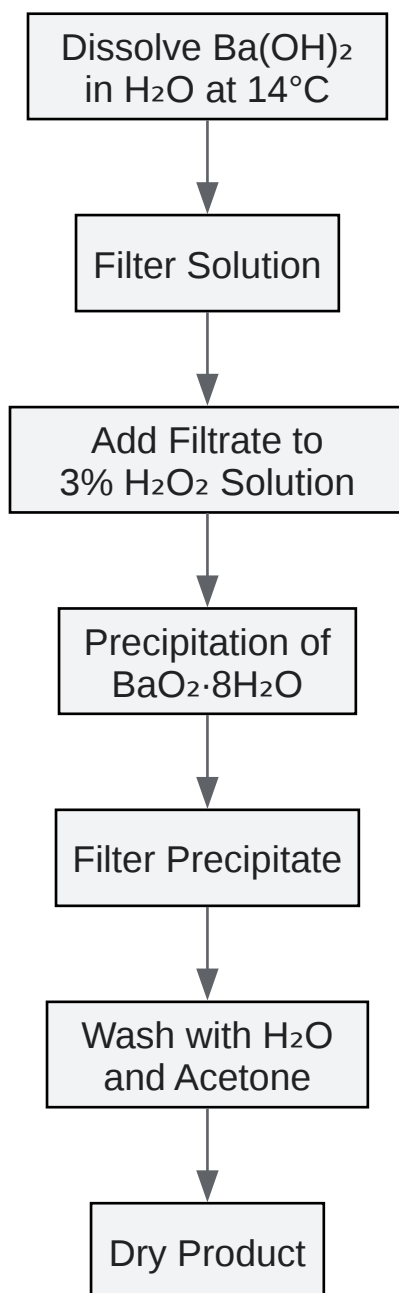 Dissolve Ba(OH)₂
in H₂O at 14°C
Filter Solution
Add Filtrate to
3% H₂O₂ Solution
Precipitation of
BaO₂·8H₂O
Filter Precipitate
Wash with H₂O
and Acetone
Dry Product